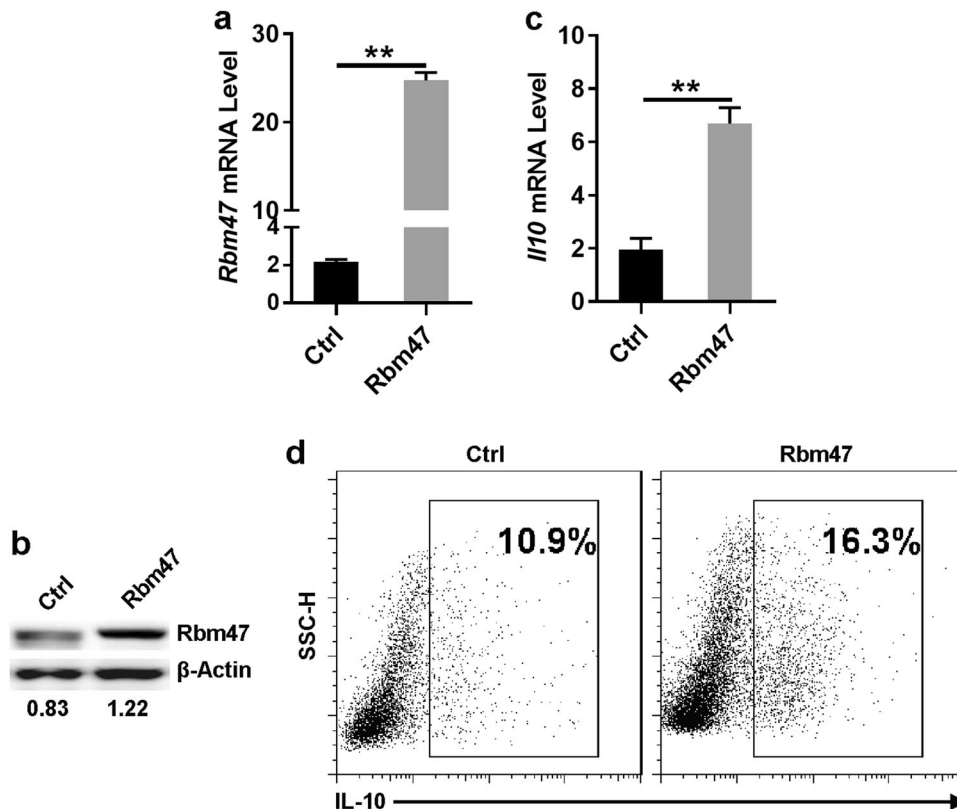 a
30
20
10
4
2
0
Rbm47 mRNA Level
**
Ctrl
Rbm47
c
10
8
6
4
2
0
Il10 mRNA Level
**
Ctrl
Rbm47
b
Ctrl
Rbm47
Rbm47
β-Actin
0.83 1.22
d
Ctrl
Rbm47
10.9%
16.3%
SSC-H
IL-10